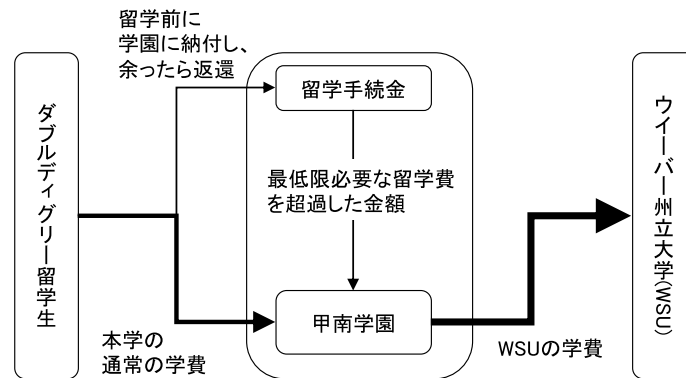 留学前に
学園に納付し、
余ったら返還
ダブルディグリー留学生
留学手続金
最低限必要な留学費
を超過した金額
甲南学園
本学の
通常の学費
WSUの学費
ウイーバー州立大学(WSU)